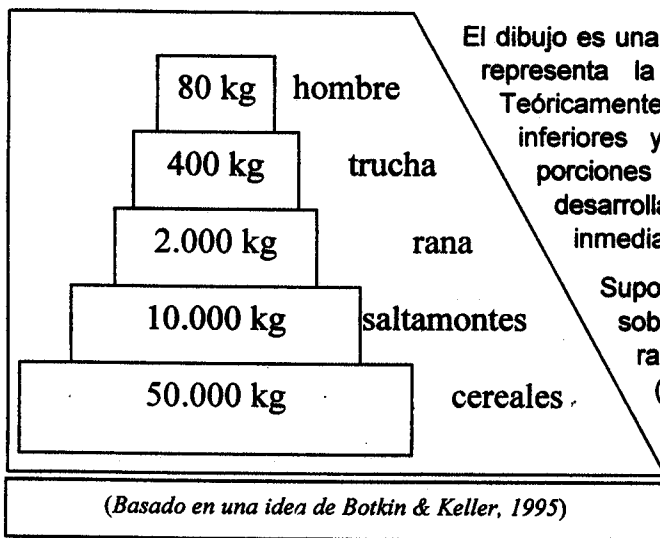 80 kg hombre
400 kg trucha
2.000 kg rana
10.000 kg saltamontes
50.000 kg cereales
El dibujo es una
representa la
Teóricamente
inferiores y
porciones
desarrolla
inmedia
Supo
sob
ra
(
(Basado en una idea de Botkin & Keller, 1995)